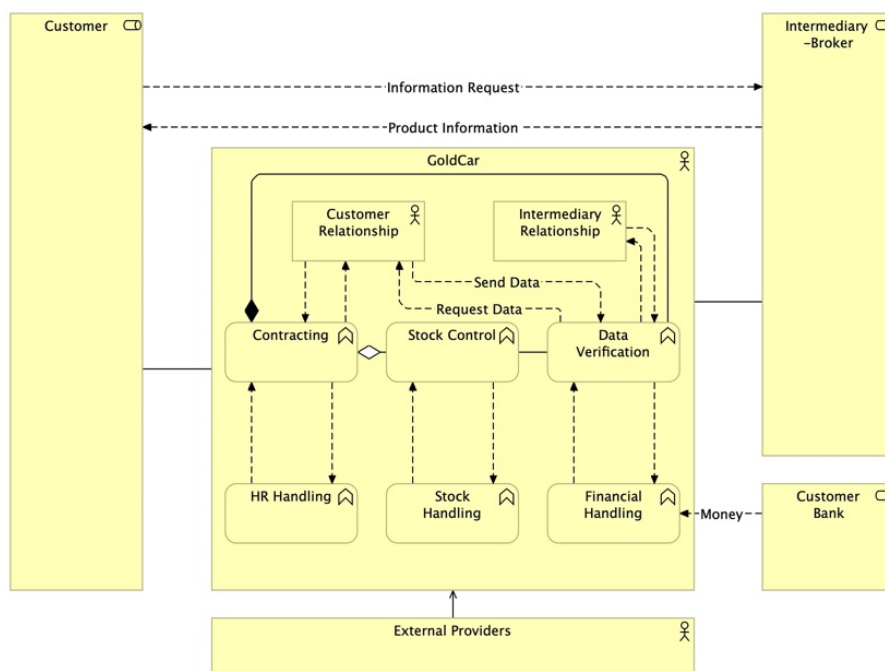 Customer
Intermediary
-Broker
Information Request
Product Information
GoldCar
Customer
Relationship
Intermediary
Relationship
Send Data
Request Data
Contracting
Stock Control
Data
Verification
HR Handling
Stock
Handling
Financial
Handling
Money
Customer
Bank
External Providers